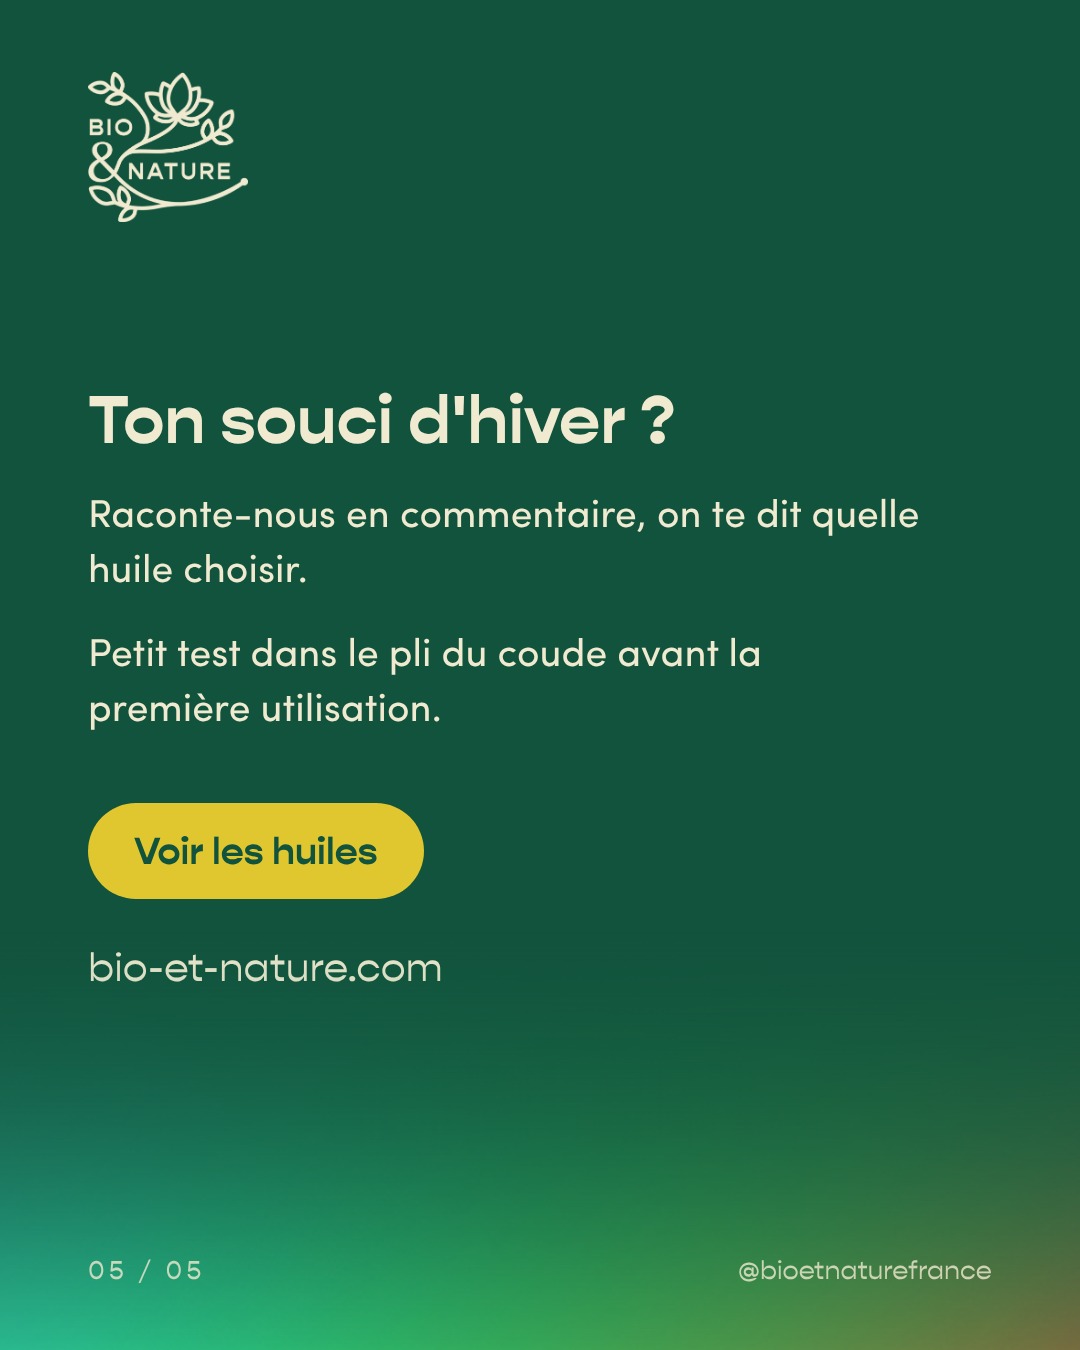 BIO
& NATURE
Ton souci d'hiver ?
Raconte-nous en commentaire, on te dit quelle
huile choisir.
Petit test dans le pli du coude avant la
première utilisation.
Voir les huiles
bio-et-nature.com
05 / 05
@bioetnaturefrance